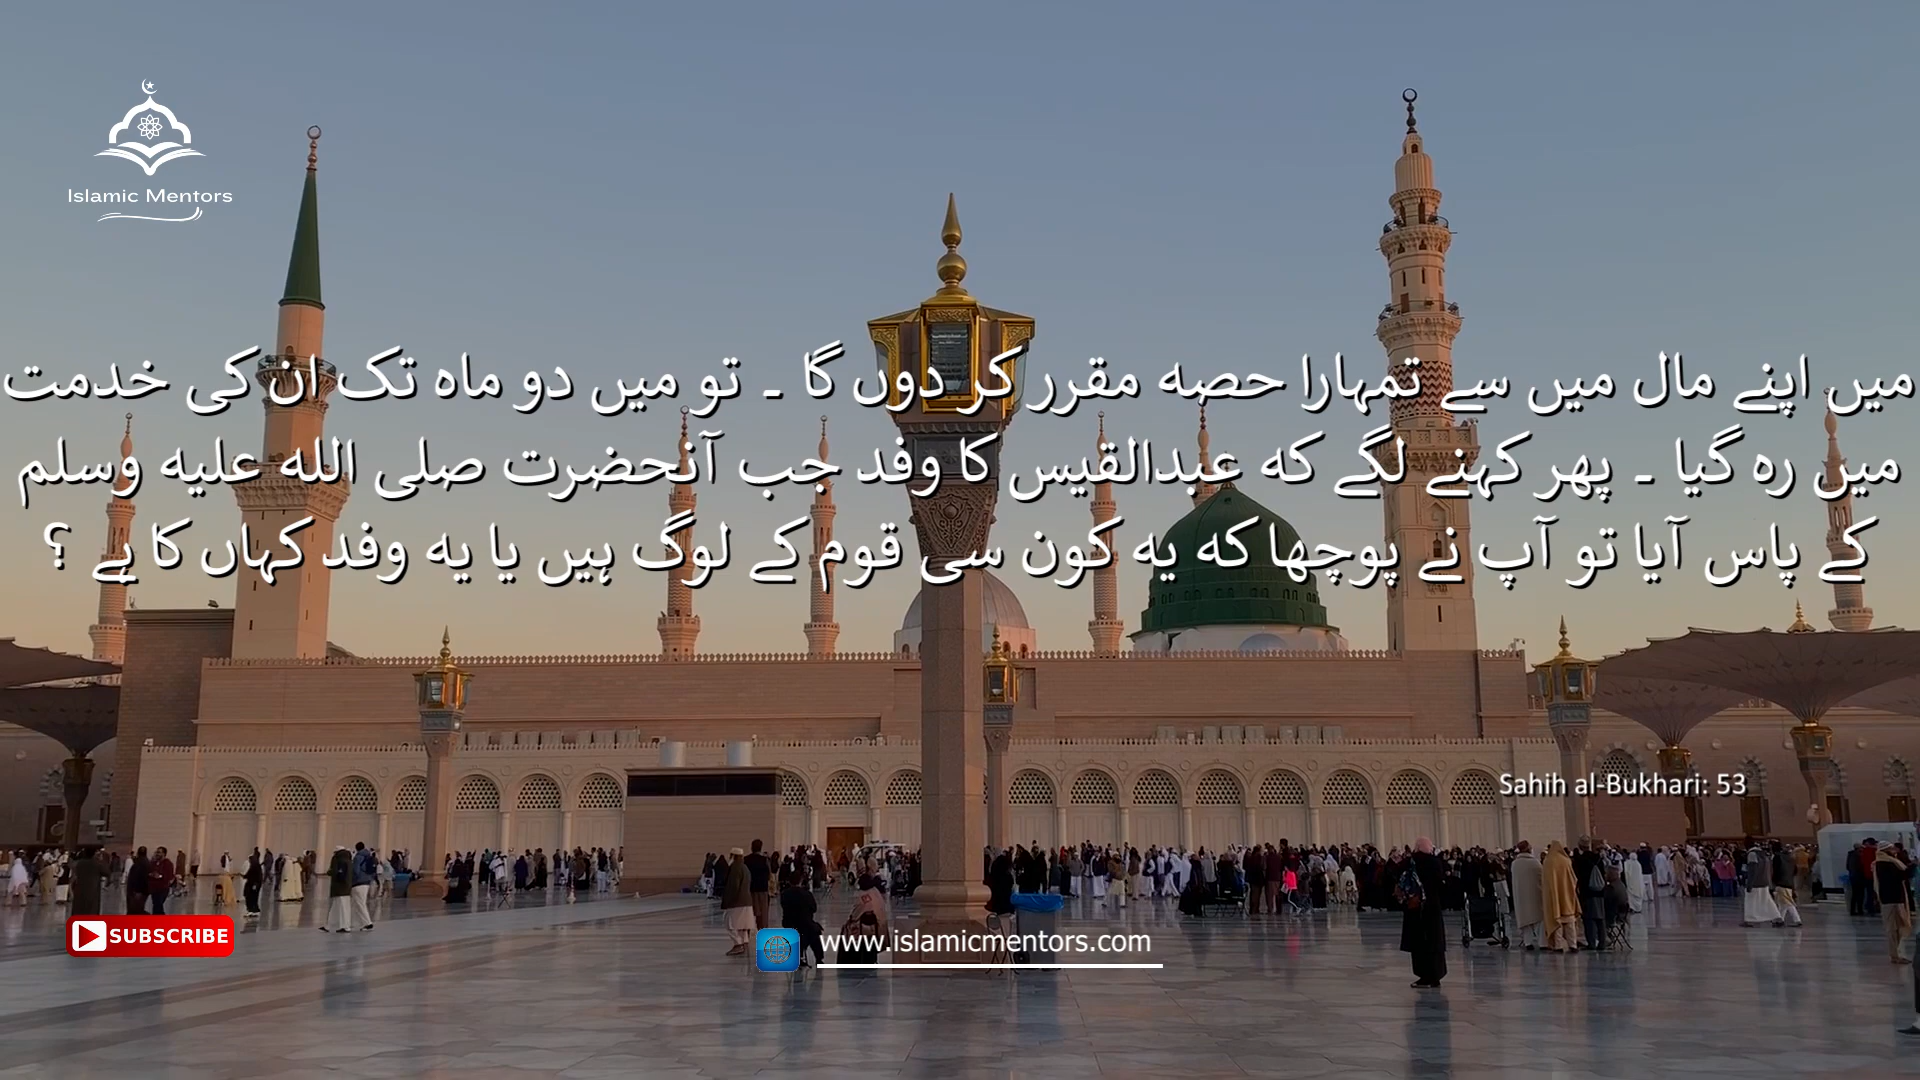 Islamic Mentors
میں اپنے مال میں سے تمہارا حصہ مقرر کر دوں گا ۔ تو میں دو ماہ تک ان کی خدمت
میں رہ گیا ۔ پھر کہنے لگے کہ عبدالقیس کا وفد جب آنحضرت صلی اللہ علیہ وسلم
کے پاس آیا تو آپ نے پوچھا کہ یہ کون سی قوم کے لوگ ہیں یا یہ وفد کہاں کا ہے ؟
Sahih al-Bukhari: 53
SUBSCRIBE
www.islamicmentors.com